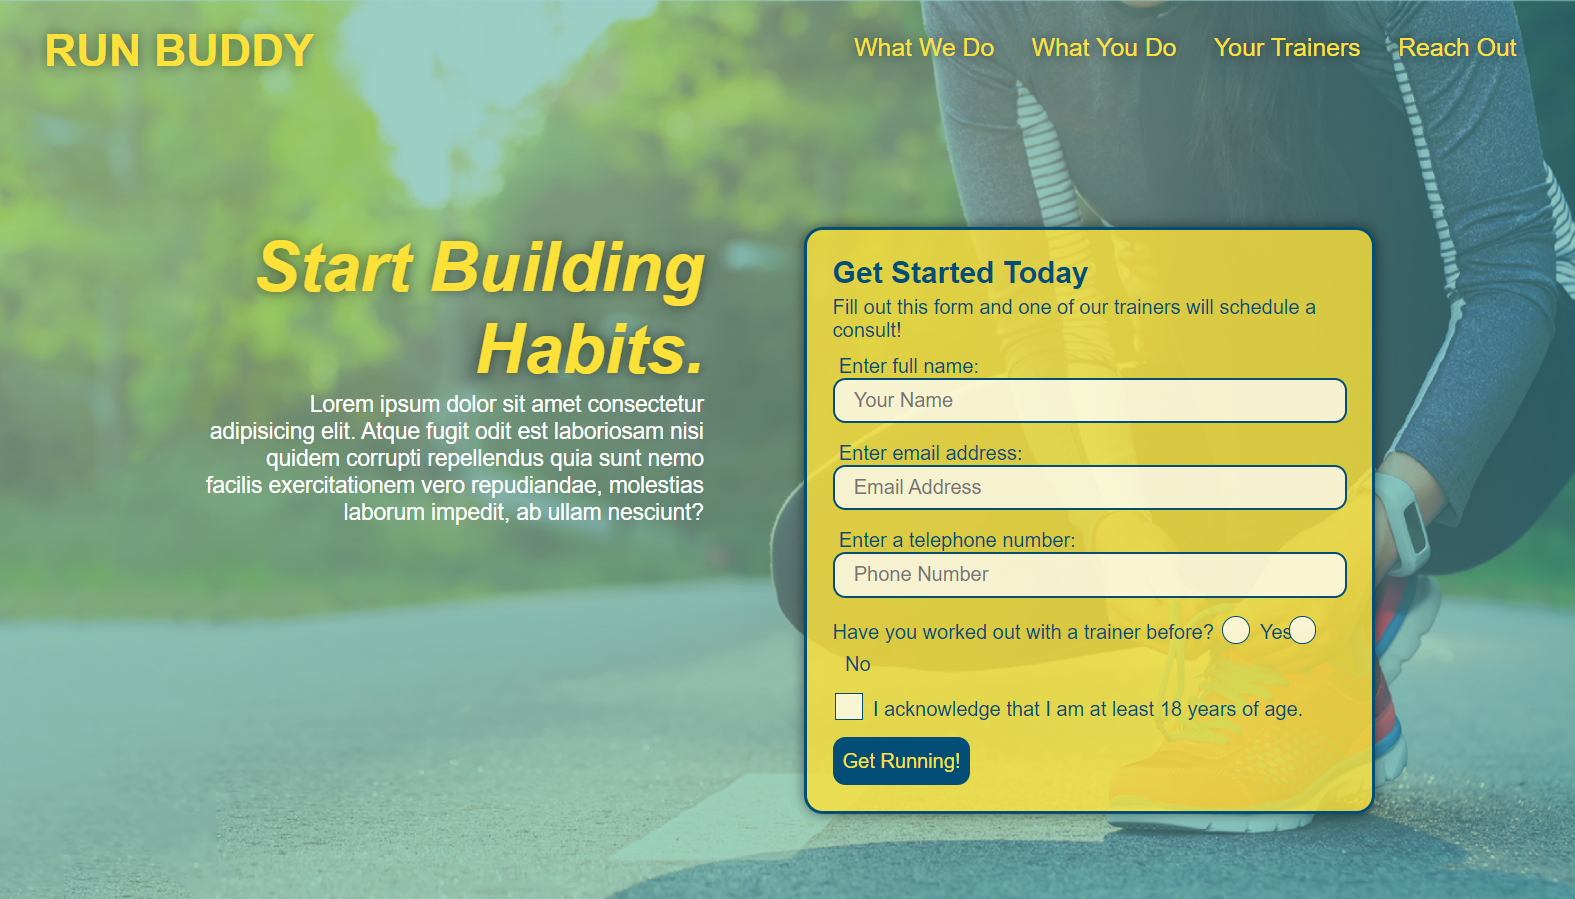 RUN BUDDY
What We Do What You Do Your Trainers Reach Out
Start Building
Habits.
Lorem ipsum dolor sit amet consectetur
adipisicing elit. Atque fugit odit est laboriosam nisi
quidem corrupti repellendus quia sunt nemo
facilis exercitationem vero repudiandae, molestias
laborum impedit, ab ullam nesciunt?
Get Started Today
Fill out this form and one of our trainers will schedule a
consult!
Enter full name:
Your Name
Enter email address:
Email Address
Enter a telephone number:
Phone Number
Have you worked out with a trainer before? Yes
No
I acknowledge that I am at least 18 years of age.
Get Running!